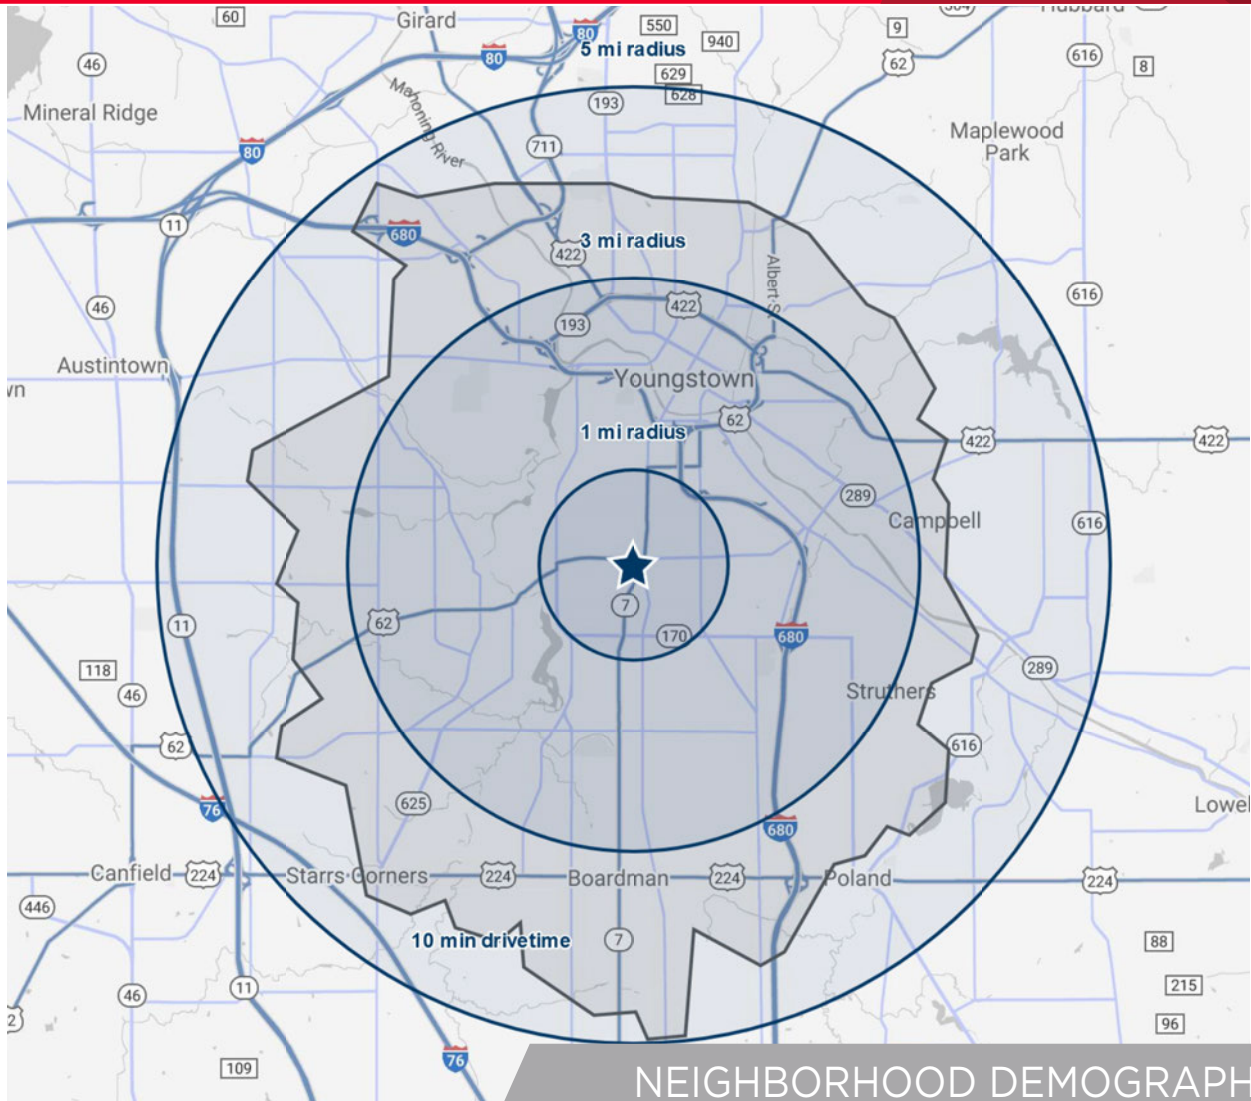 60
Girard
550
9
616
80
5 mi radius
940
46
80
62
8
629
628
193
Mineral Ridge
Mahoning
River
Maplewood
Park
711
80
11
680
3 mi radius
422
Albert St
616
46
422
193
Austintown
Youngstown
62
1 mi radius
422
422
289
Campbell
616
7
62
11
170
680
118
46
289
Struthers
62
616
76
625
680
Canfield
224
Starrs Corners
224
Boardman
224
Poland
224
446
10 min drivetime
7
88
46
11
215
96
109
76
NEIGHBORHOOD DEMOGRAPH